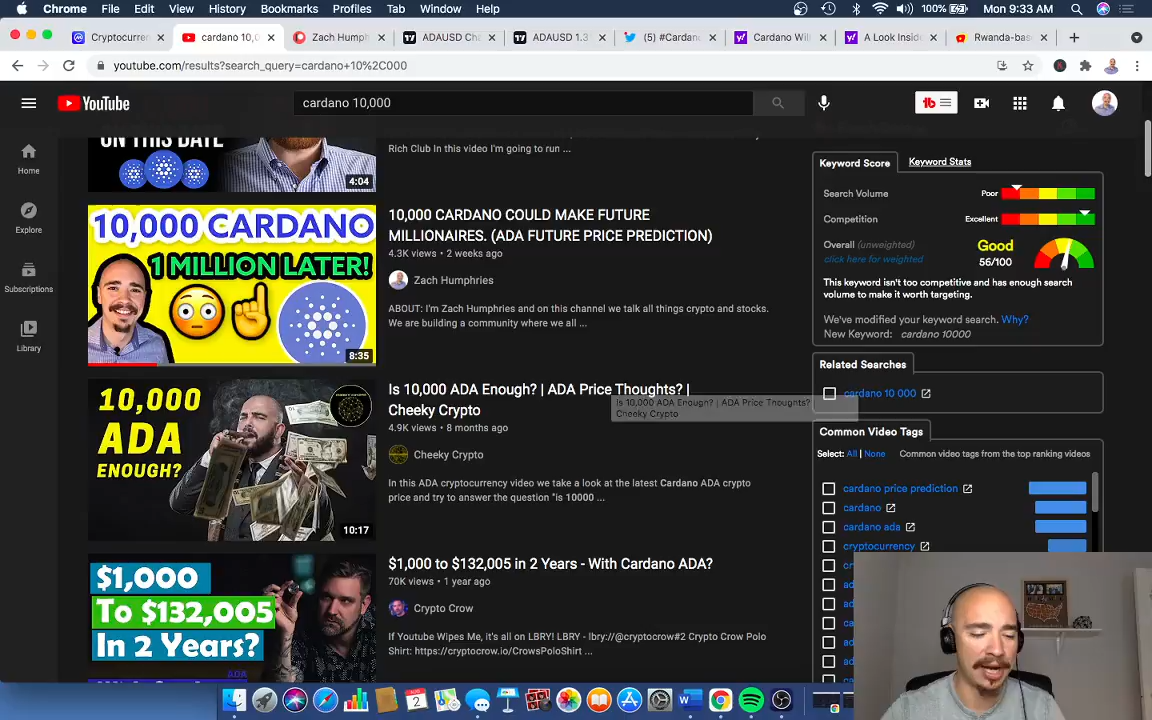 Chrome File Edit View History Bookmarks Profiles Tab Window Help 100% Mon 9:33 AM
Cryptocurren × cardano 10,0 × Zach Humph × ADAUSD Cha × ADAUSD 1.3 × (5) #Cardano × Cardano Will × A Look Inside × Rwanda-bas ×
youtube.com/results?search_query=cardano+10%2C000
YouTube
cardano 10,000
Home
Explore
Subscriptions
Library
ON THIS DATE
4:04
Rich Club In this video I'm going to run ...
10,000 CARDANO
1 MILLION LATER!
8:35
10,000 CARDANO COULD MAKE FUTURE
MILLIONAIRES. (ADA FUTURE PRICE PREDICTION)
4.3K views • 2 weeks ago
Zach Humphries
ABOUT: I'm Zach Humphries and on this channel we talk all things crypto and stocks.
We are building a community where we all ...
10,000
ADA
ENOUGH?
10:17
Is 10,000 ADA Enough? | ADA Price Thoughts? |
Cheeky Crypto
Is 10,000 ADA Enough? | ADA Price Thoughts? |
Cheeky Crypto
4.9K views • 8 months ago
Cheeky Crypto
In this ADA cryptocurrency video we take a look at the latest Cardano ADA crypto
price and try to answer the question "is 10000 ...
$1,000
To $132,005
In 2 Years?
ADA
$1,000 to $132,005 in 2 Years - With Cardano ADA?
70K views • 1 year ago
Crypto Crow
If Youtube Wipes Me, it's all on LBRY! LBRY - lbry://@cryptocrow#2 Crypto Crow Polo
Shirt: https://cryptocrow.io/CrowsPoloShirt ...
Keyword Score Keyword Stats
Search Volume Poor
Competition Excellent
Overall (unweighted)
click here for weighted
Good
56/100
This keyword isn't too competitive and has enough search
volume to make it worth targeting.
We've modified your keyword search. Why?
New Keyword: cardano 10000
Related Searches
cardano 10 000
Common Video Tags
Select: All | None Common video tags from the top ranking videos
cardano price prediction
cardano
cardano ada
cryptocurrency